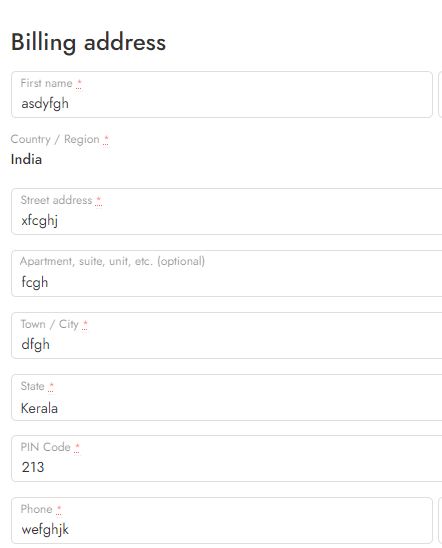 Billing address
First name *
asdyfgh
Country / Region *
India
Street address *
xfcghj
Apartment, suite, unit, etc. (optional)
fcgh
Town / City *
dfgh
State *
Kerala
PIN Code *
213
Phone *
wefghjk